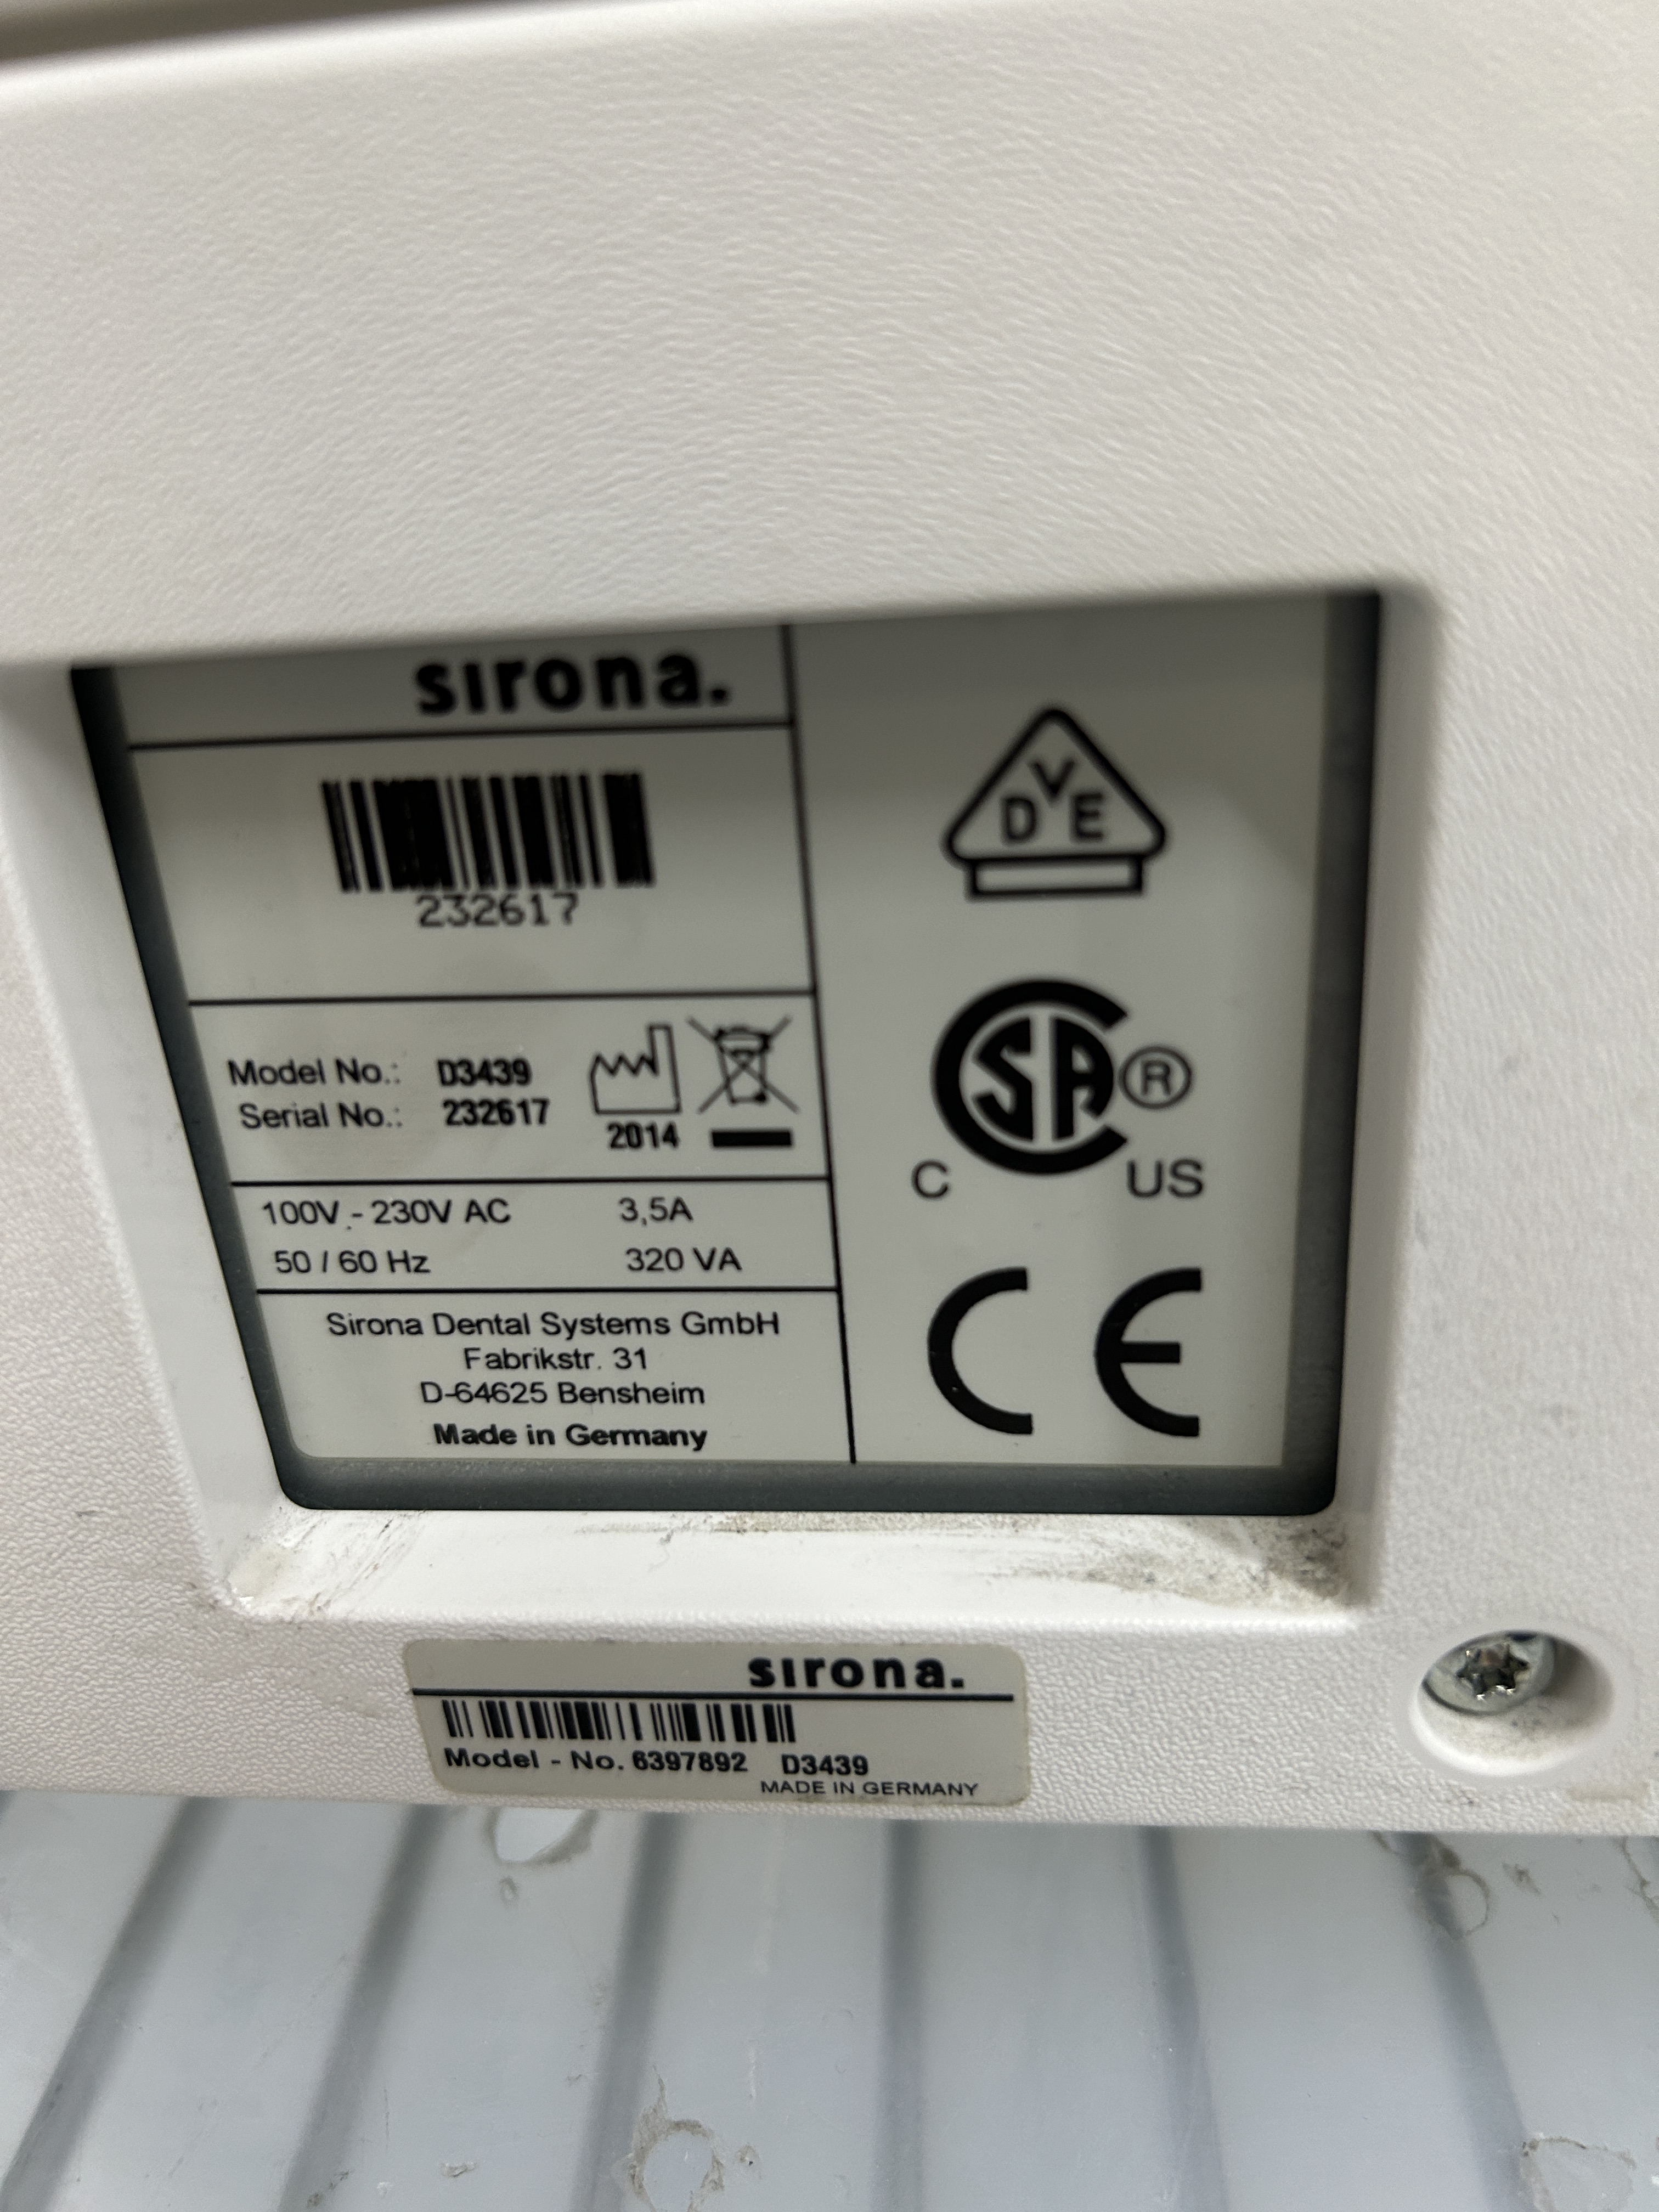 sirona.
232617
Model No.: D3439
Serial No.: 232617
2014
100V - 230V AC 3,5A
50 / 60 Hz 320 VA
Sirona Dental Systems GmbH
Fabrikstr. 31
D-64625 Bensheim
Made in Germany
DVE
CSA ®
C US
CE
sirona.
Model - No. 6397892 D3439
MADE IN GERMANY